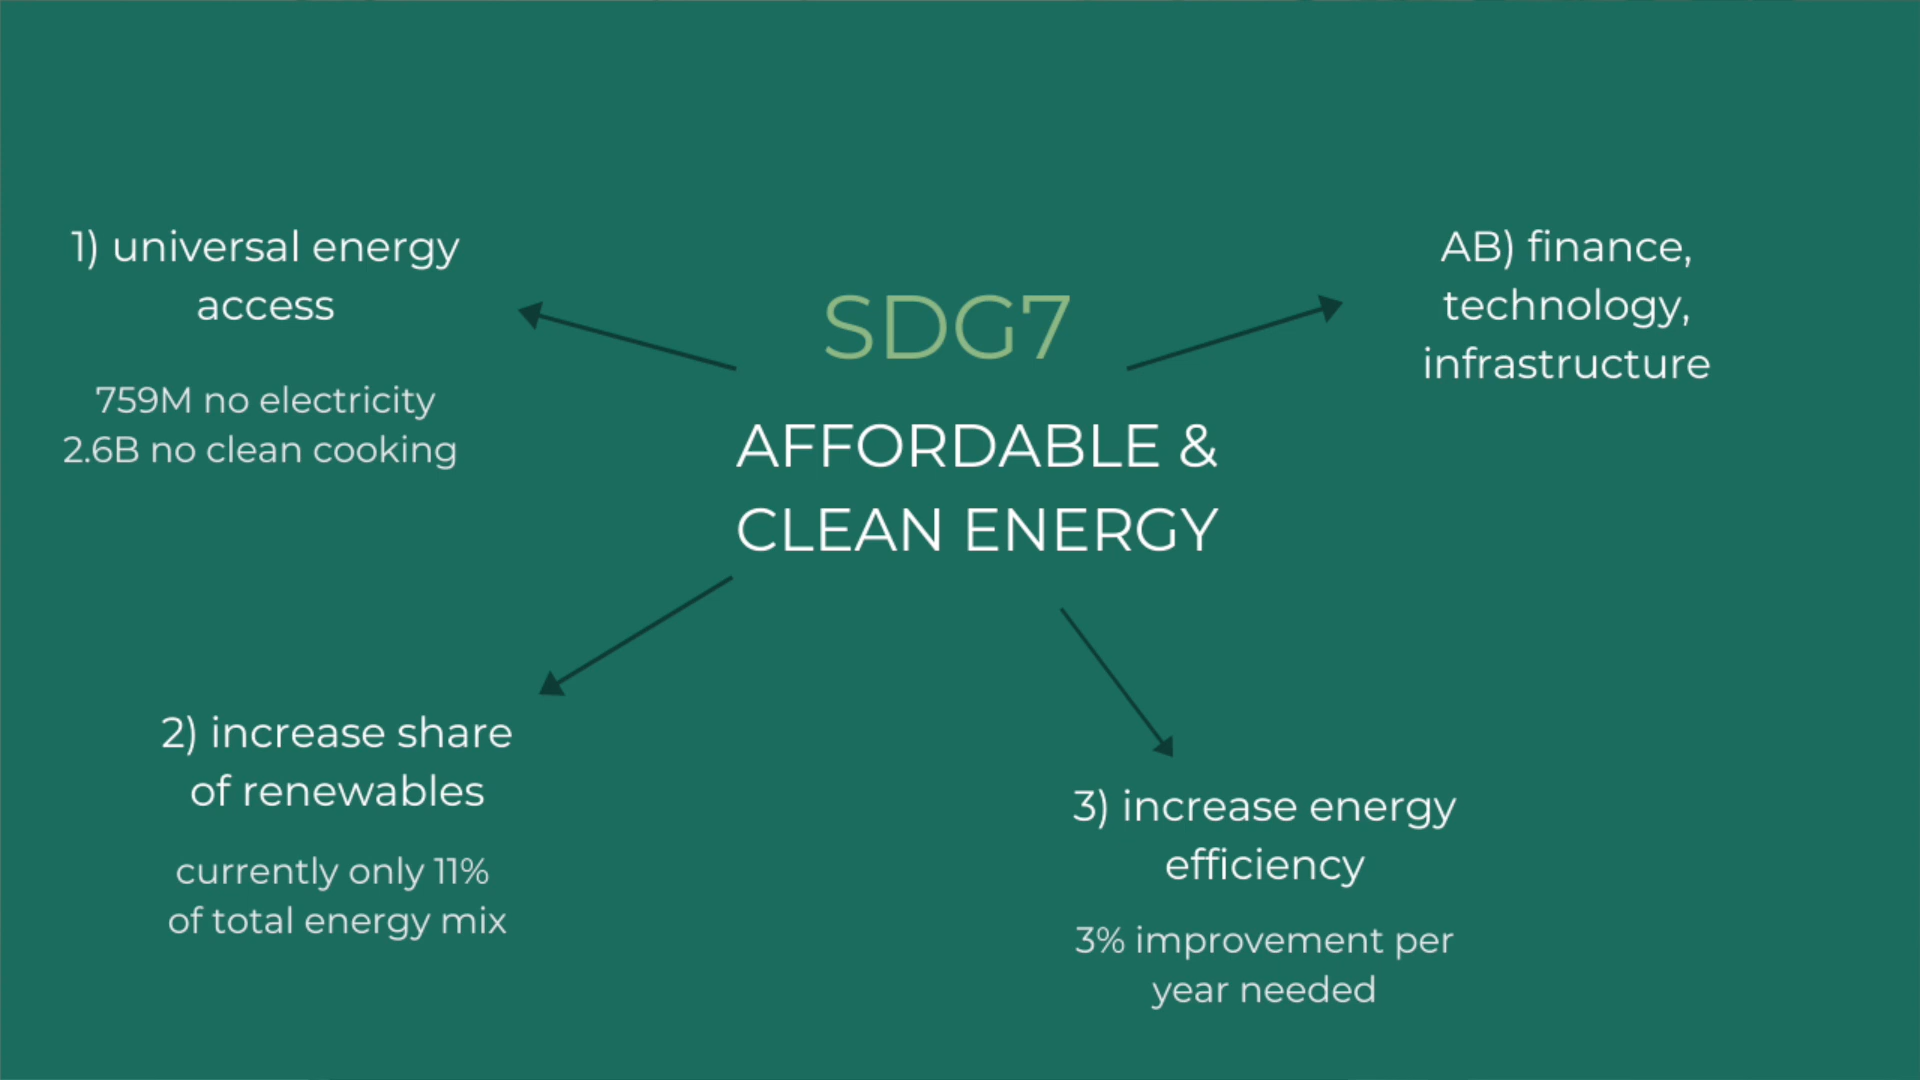 SDG7
AFFORDABLE &
CLEAN ENERGY
1) universal energy
access
759M no electricity
2.6B no clean cooking
AB) finance,
technology,
infrastructure
2) increase share
of renewables
currently only 11%
of total energy mix
3) increase energy
efficiency
3% improvement per
year needed